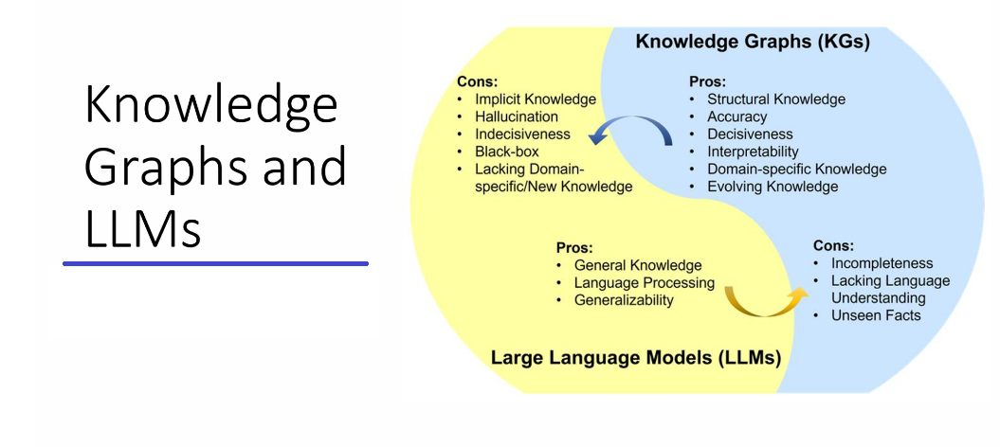 Knowledge
Graphs and
LLMs
Knowledge Graphs (KGs)
Cons:
• Implicit Knowledge
• Hallucination
• Indecisiveness
• Black-box
• Lacking Domain-
specific/New Knowledge
Pros:
• Structural Knowledge
• Accuracy
• Decisiveness
• Interpretability
• Domain-specific Knowledge
• Evolving Knowledge
Pros:
• General Knowledge
• Language Processing
• Generalizability
Cons:
• Incompleteness
• Lacking Language
Understanding
• Unseen Facts
Large Language Models (LLMs)